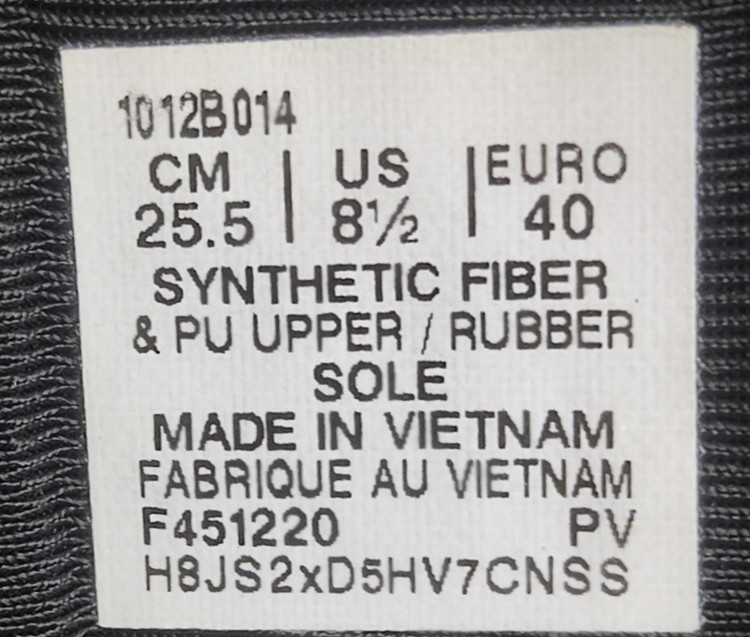 1012B014
CM | US | EURO
25.5 | 8½ | 40
SYNTHETIC FIBER
& PU UPPER / RUBBER
SOLE
MADE IN VIETNAM
FABRIQUE AU VIETNAM
F451220 PV
H8JS2xD5HV7CNSS